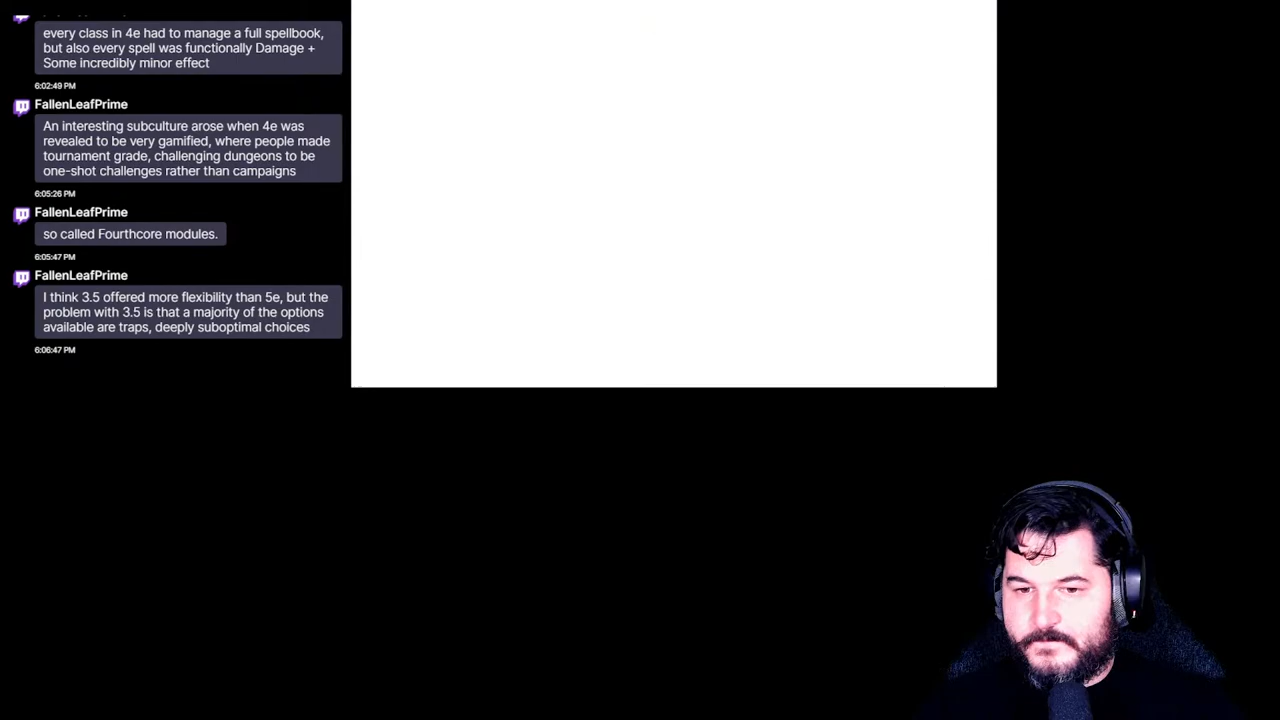 every class in 4e had to manage a full spellbook,
but also every spell was functionally Damage +
Some incredibly minor effect
6:02:49 PM
FallenLeafPrime
An interesting subculture arose when 4e was
revealed to be very gamified, where people made
tournament grade, challenging dungeons to be
one-shot challenges rather than campaigns
6:05:26 PM
FallenLeafPrime
so called Fourthcore modules.
6:05:47 PM
FallenLeafPrime
I think 3.5 offered more flexibility than 5e, but the
problem with 3.5 is that a majority of the options
available are traps, deeply suboptimal choices
6:06:47 PM